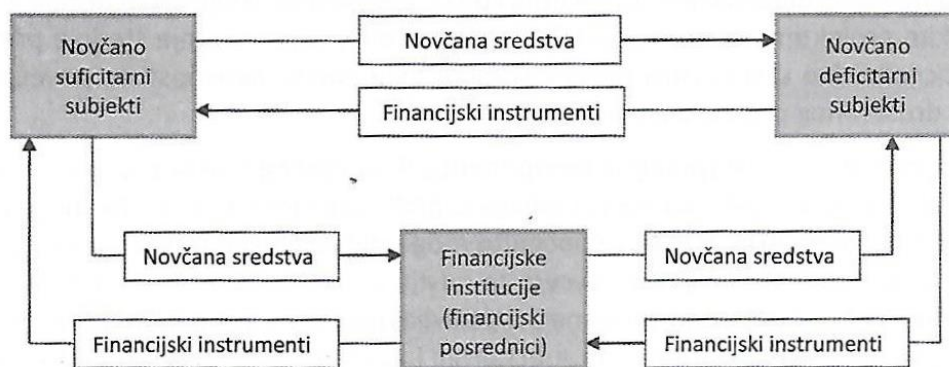 Novčano
suficitarni
subjekti
Novčana sredstva
Novčano
deficitarni
subjekti
Financijski instrumenti
Novčana sredstva
Financijske
institucije
(financijski
posrednici)
Novčana sredstva
Financijski instrumenti
Financijski instrumenti